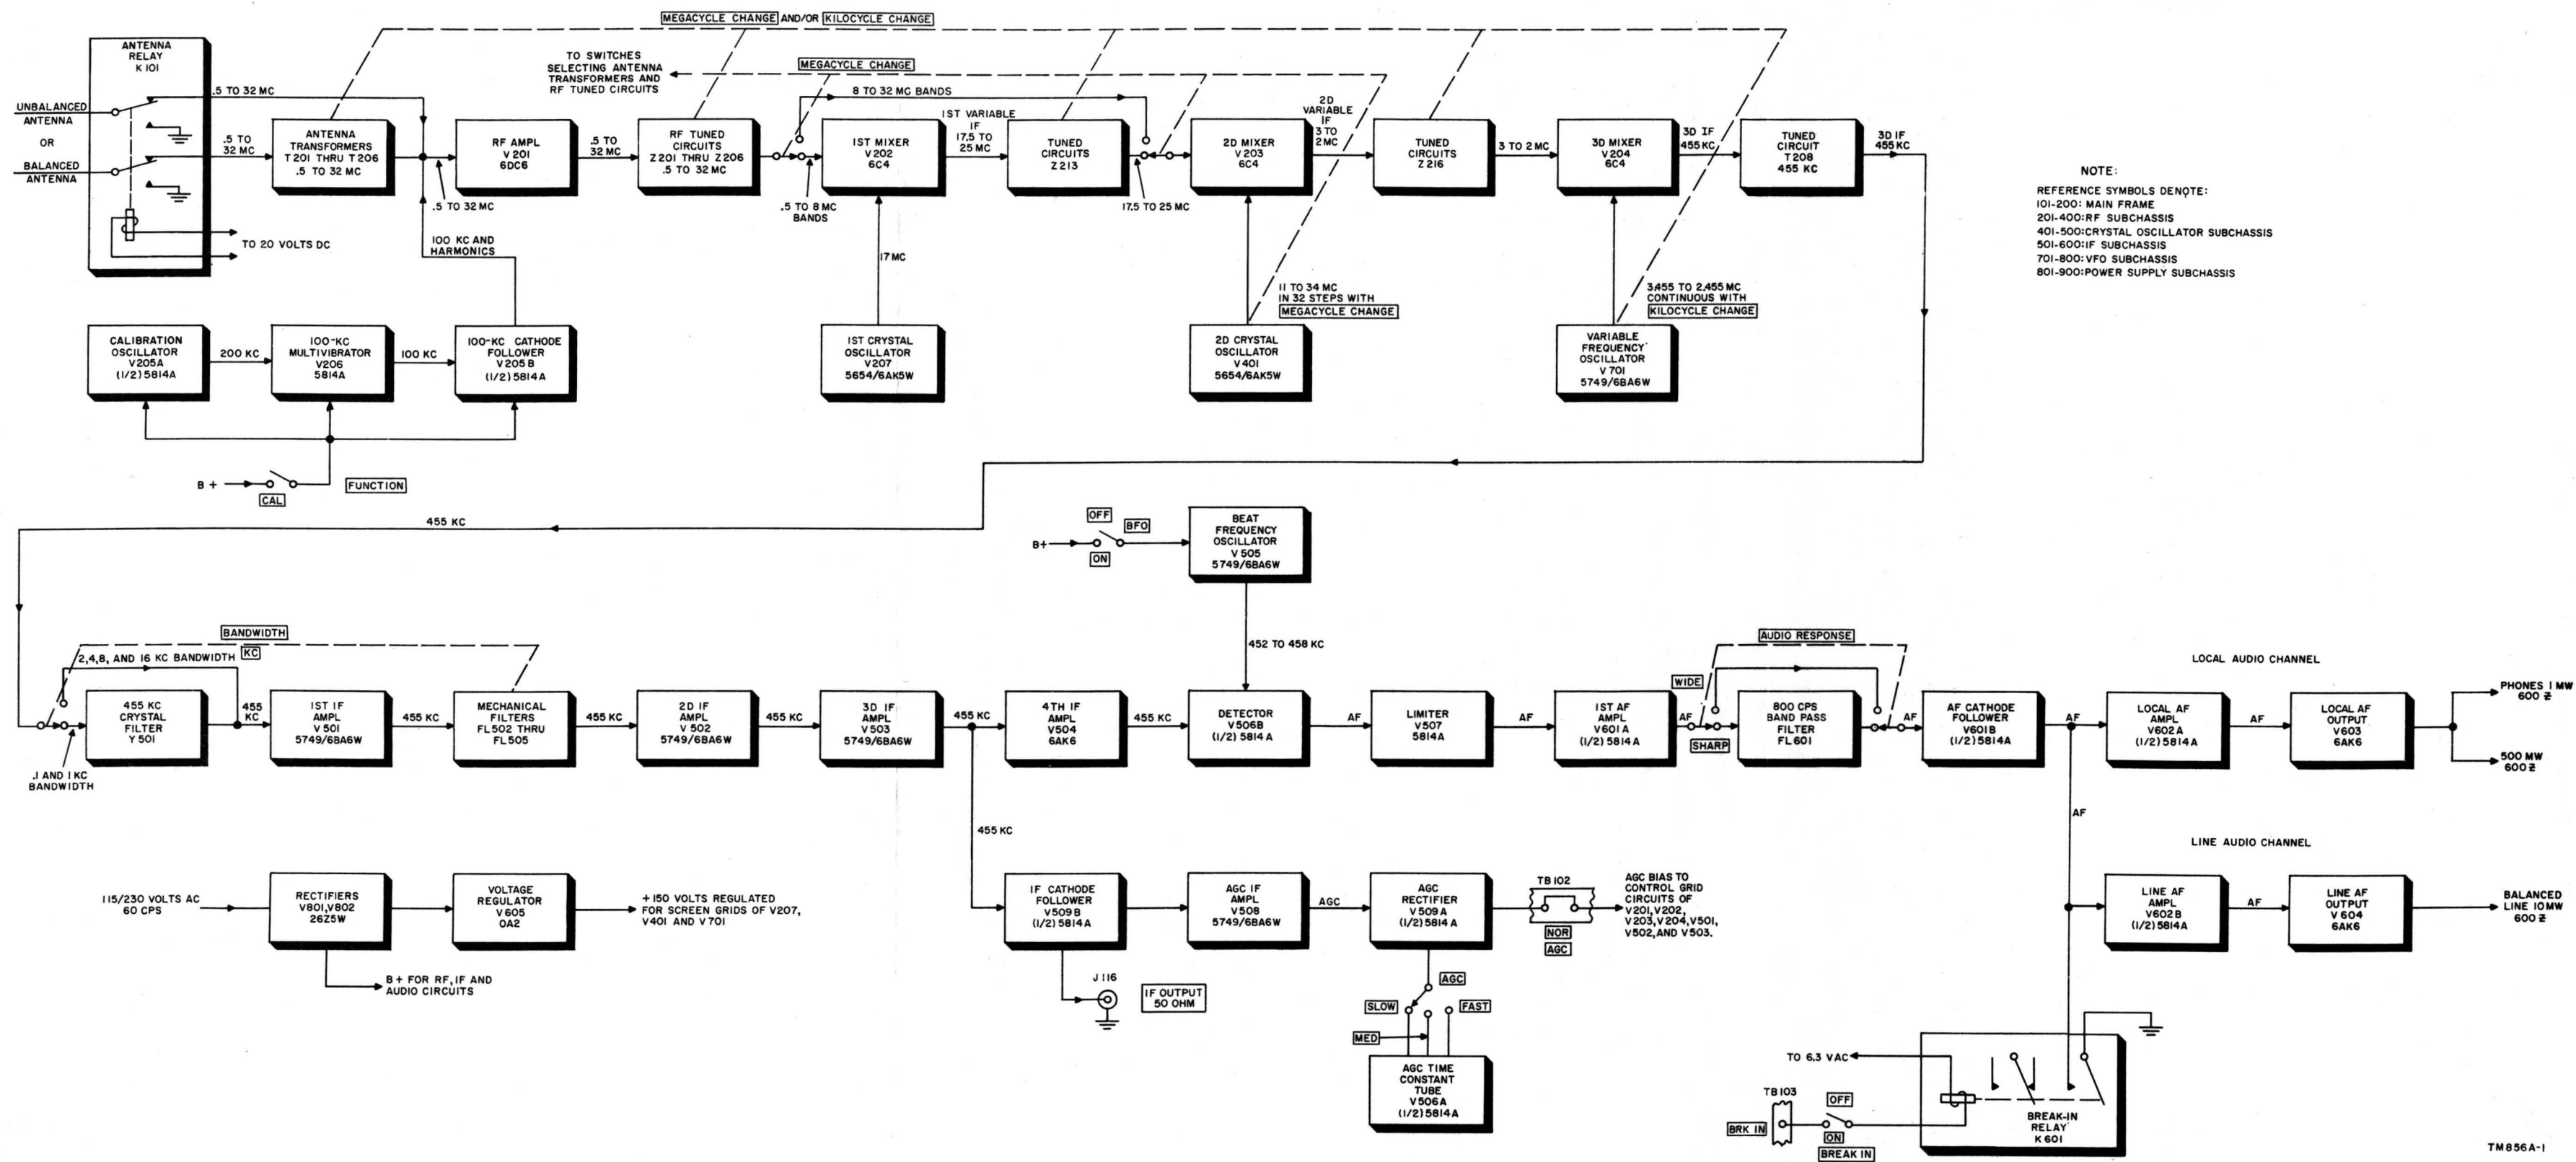 MEGACYCLE CHANGE AND/OR KILOCYCLE CHANGE
ANTENNA
RELAY
K 101
UNBALANCED
ANTENNA
OR
BALANCED
ANTENNA
.5 TO 32 MC
.5 TO
32 MC
TO 20 VOLTS DC
ANTENNA
TRANSFORMERS
T 201 THRU T 206
.5 TO 32 MC
.5 TO 32 MC
100 KC AND
HARMONICS
RF AMPL
V 201
6DC6
.5 TO
32 MC
TO SWITCHES
SELECTING ANTENNA
TRANSFORMERS AND
RF TUNED CIRCUITS
MEGACYCLE CHANGE
RF TUNED
CIRCUITS
Z 201 THRU Z 206
.5 TO 32 MC
8 TO 32 MC BANDS
.5 TO 8 MC
BANDS
1ST MIXER
V 202
6C4
17 MC
1ST VARIABLE
IF
17.5 TO
25 MC
TUNED
CIRCUITS
Z 213
17.5 TO 25 MC
2D MIXER
V 203
6C4
2D
VARIABLE
IF
3 TO
2 MC
TUNED
CIRCUITS
Z 216
3 TO 2 MC
3D MIXER
V 204
6C4
3D IF
455 KC
TUNED
CIRCUIT
T 208
455 KC
3D IF
455 KC
NOTE:
REFERENCE SYMBOLS DENOTE:
101-200: MAIN FRAME
201-400: RF SUBCHASSIS
401-500: CRYSTAL OSCILLATOR SUBCHASSIS
501-600: IF SUBCHASSIS
701-800: VFO SUBCHASSIS
801-900: POWER SUPPLY SUBCHASSIS
CALIBRATION
OSCILLATOR
V205A
(1/2) 5814A
200 KC
100-KC
MULTIVIBRATOR
V206
5814A
100 KC
100-KC CATHODE
FOLLOWER
V205B
(1/2) 5814A
1ST CRYSTAL
OSCILLATOR
V 207
5654/6AK5W
11 TO 34 MC
IN 32 STEPS WITH
MEGACYCLE CHANGE
2D CRYSTAL
OSCILLATOR
V 401
5654/6AK5W
3,455 TO 2,455 MC
CONTINUOUS WITH
KILOCYCLE CHANGE
VARIABLE
FREQUENCY
OSCILLATOR
V 701
5749/6BA6W
B +
CAL
FUNCTION
455 KC
B+
OFF
BFO
ON
BEAT
FREQUENCY
OSCILLATOR
V 505
5749/6BA6W
452 TO 458 KC
BANDWIDTH
2,4,8, AND 16 KC BANDWIDTH KC
.1 AND 1 KC
BANDWIDTH
455 KC
CRYSTAL
FILTER
Y 501
455
KC
1ST IF
AMPL
V 501
5749/6BA6W
455 KC
MECHANICAL
FILTERS
FL502 THRU
FL505
455 KC
2D IF
AMPL
V 502
5749/6BA6W
455 KC
3D IF
AMPL
V 503
5749/6BA6W
455 KC
4TH IF
AMPL
V504
6AK6
455 KC
DETECTOR
V506B
(1/2) 5814A
AF
LIMITER
V507
5814A
AF
1ST AF
AMPL
V601A
(1/2) 5814A
AF
WIDE
SHARP
AUDIO RESPONSE
800 CPS
BAND PASS
FILTER
FL 601
AF
AF CATHODE
FOLLOWER
V601B
(1/2) 5814A
AF
LOCAL AUDIO CHANNEL
LOCAL AF
AMPL
V602A
(1/2) 5814A
AF
LOCAL AF
OUTPUT
V603
6AK6
PHONES 1 MW
600 Z
500 MW
600 Z
AF
455 KC
115/230 VOLTS AC
60 CPS
RECTIFIERS
V801,V802
26Z5W
VOLTAGE
REGULATOR
V 605
OA2
+150 VOLTS REGULATED
FOR SCREEN GRIDS OF V207,
V401 AND V 701
B + FOR RF, IF AND
AUDIO CIRCUITS
IF CATHODE
FOLLOWER
V509B
(1/2) 5814A
AGC IF
AMPL
V508
5749/6BA6W
AGC
AGC
RECTIFIER
V509A
(1/2) 5814A
TB 102
NOR
AGC
AGC BIAS TO
CONTROL GRID
CIRCUITS OF
V201, V202,
V203, V204, V501,
V502, AND V503.
LINE AUDIO CHANNEL
LINE AF
AMPL
V602B
(1/2) 5814A
AF
LINE AF
OUTPUT
V 604
6AK6
BALANCED
LINE 10 MW
600 Z
J 116
IF OUTPUT
50 OHM
AGC
SLOW
FAST
MED
AGC TIME
CONSTANT
TUBE
V506A
(1/2) 5814A
TO 6.3 VAC
TB 103
BRK IN
OFF
ON
BREAK IN
BREAK-IN
RELAY
K 601
TM856A-1